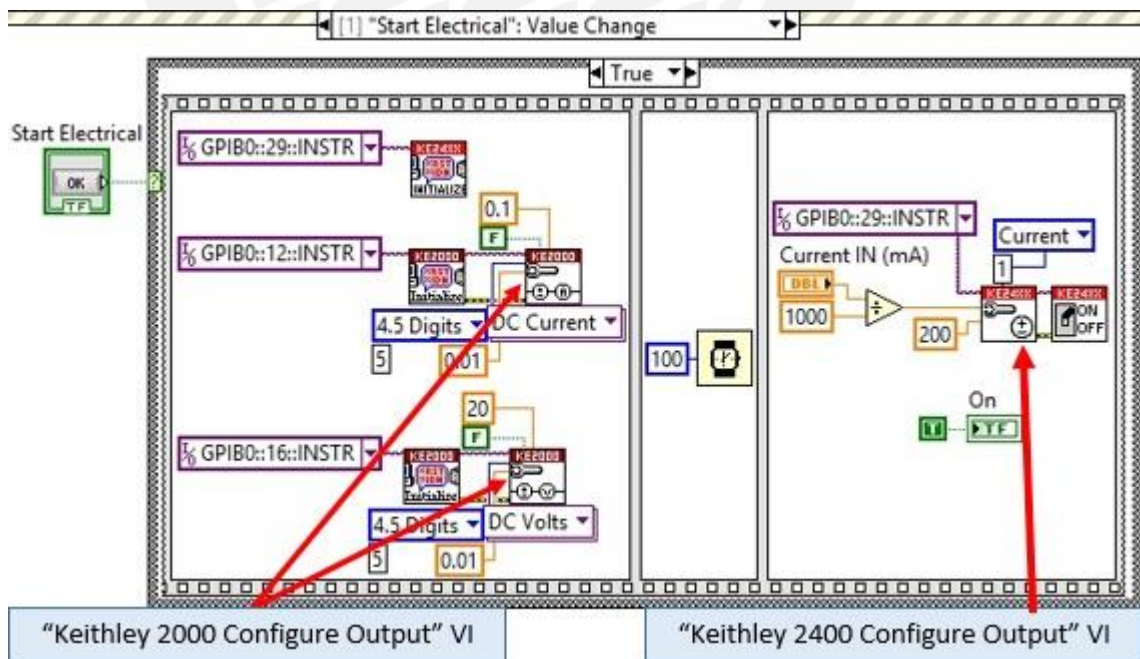 [1] "Start Electrical": Value Change
True
Start Electrical
OK
TF
?
GPIB0::29::INSTR
KE24XX
INITIALIZE
0.1
F
GPIB0::12::INSTR
KE2000
KE2000
Initialize
4.5 Digits
DC Current
5
0.01
20
F
GPIB0::16::INSTR
KE2000
KE2000
Initialize
4.5 Digits
DC Volts
5
0.01
100
GPIB0::29::INSTR
Current
Current IN (mA)
1
DBL
1000
200
KE24XX
KE24XX
ON
OFF
On
T
TF
“Keithley 2000 Configure Output” VI
“Keithley 2400 Configure Output” VI